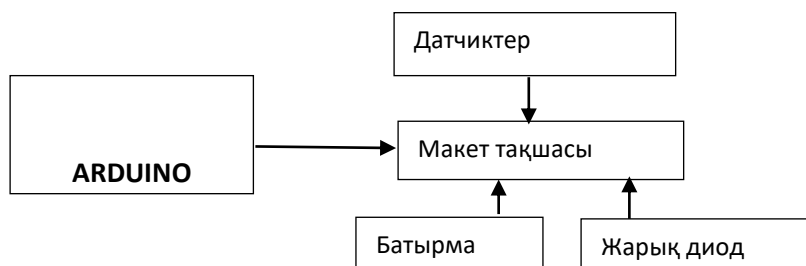 Датчиктер
Макет тақшасы
ARDUINO
Батырма
Жарық диод